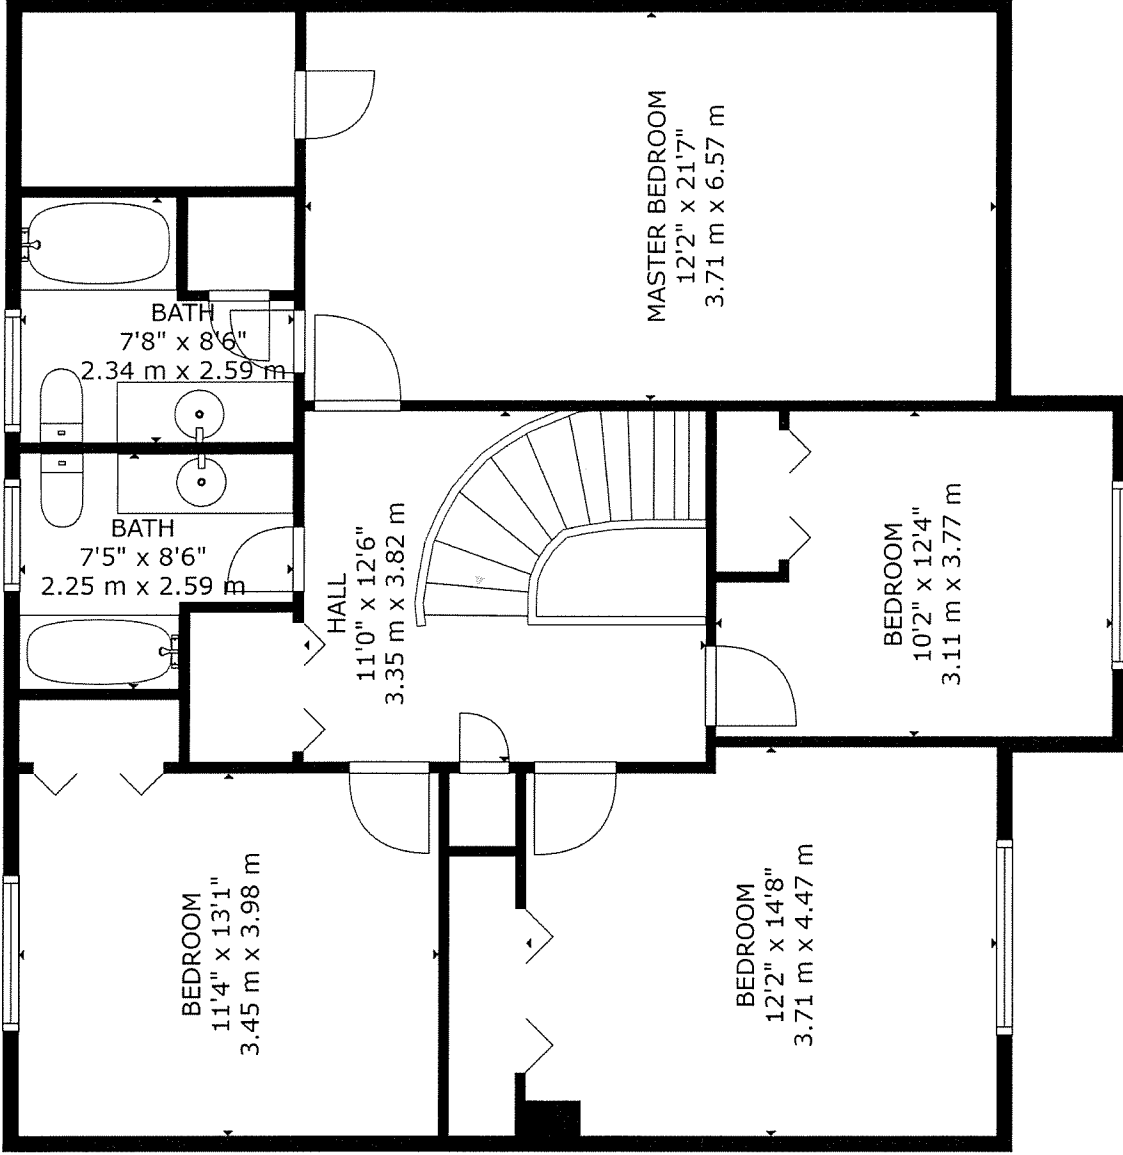 MASTER BEDROOM
12'2" x 21'7"
3.71 m x 6.57 m
BATH
7'8" x 8'6"
2.34 m x 2.59 m
BATH
7'5" x 8'6"
2.25 m x 2.59 m
HALL
11'0" x 12'6"
3.35 m x 3.82 m
BEDROOM
10'2" x 12'4"
3.11 m x 3.77 m
BEDROOM
11'4" x 13'1"
3.45 m x 3.98 m
BEDROOM
12'2" x 14'8"
3.71 m x 4.47 m